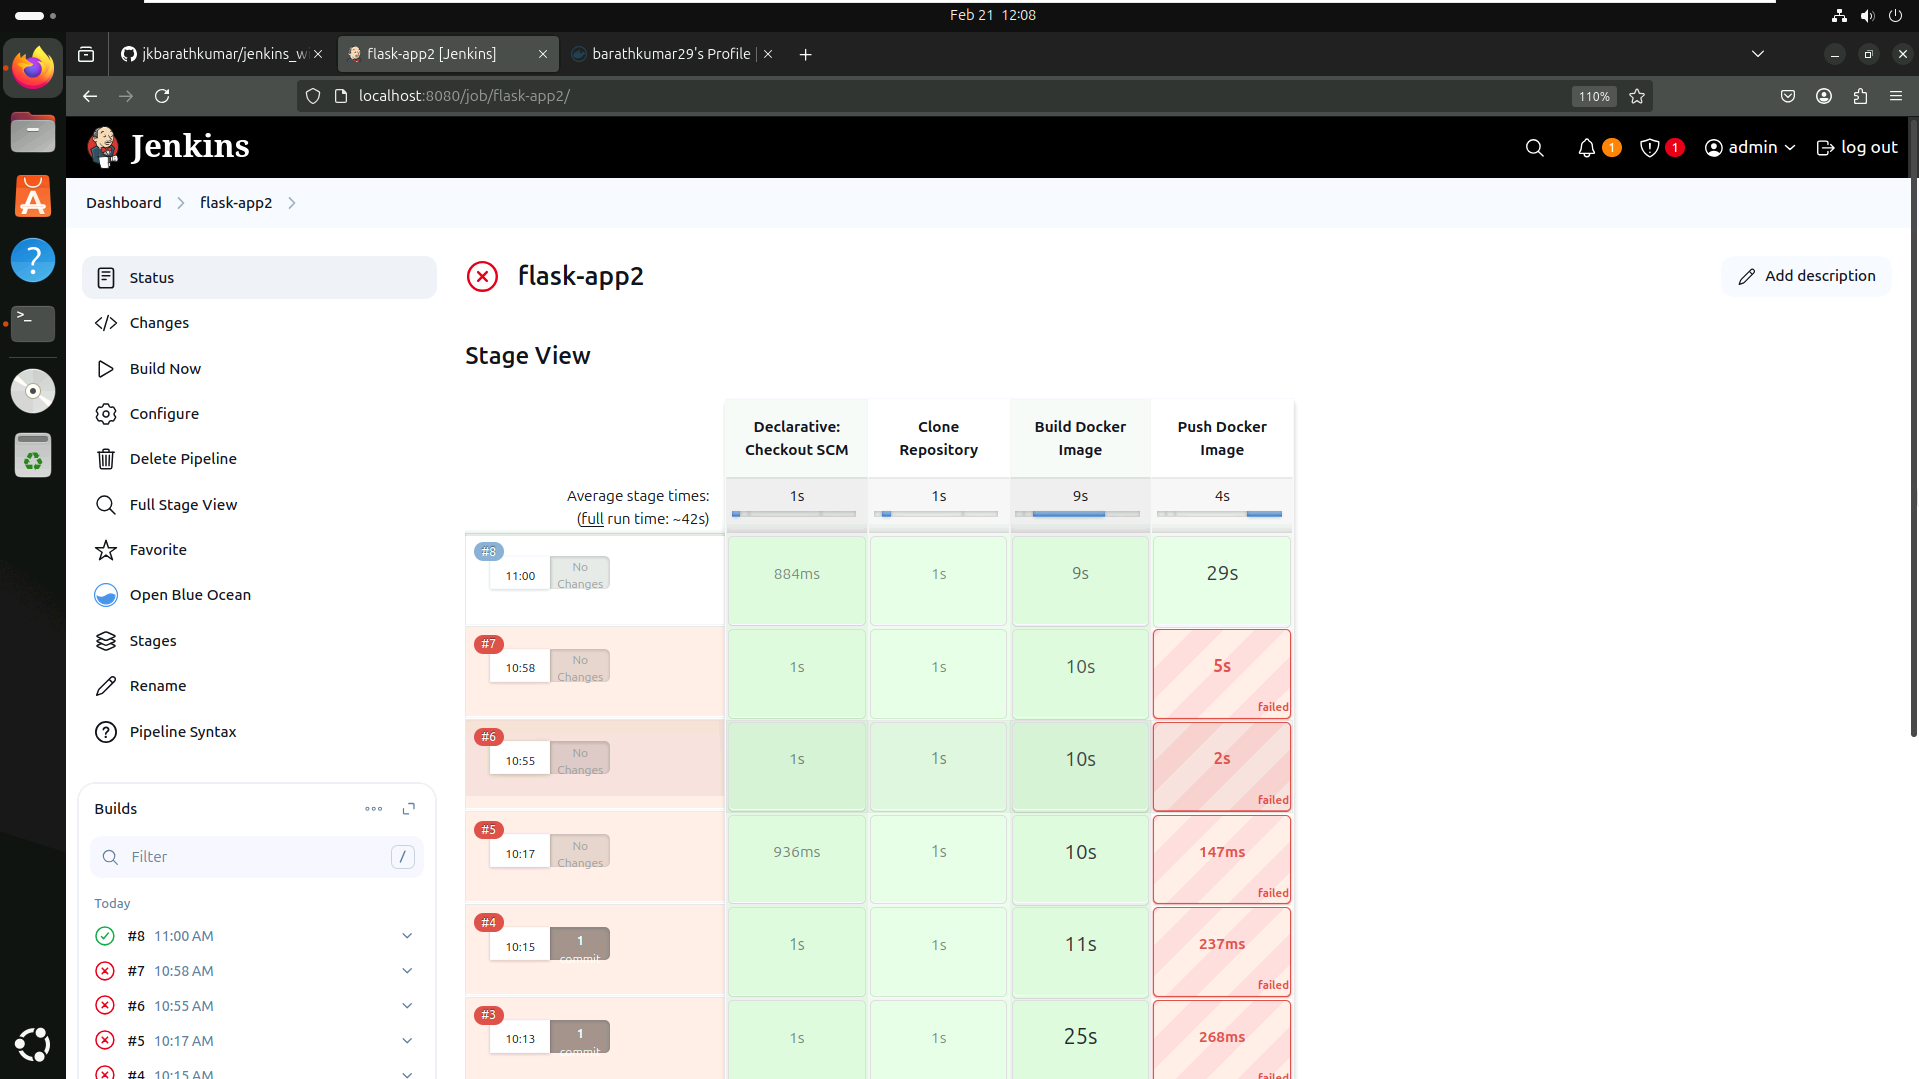 Feb 21 12:08
jkbarathkumar/jenkins_wi
flask-app2 [Jenkins]
barathkumar29's Profile |
localhost:8080/job/flask-app2/
110%
Jenkins
1
1
admin
log out
Dashboard
flask-app2
Status
Changes
Build Now
Configure
Delete Pipeline
Full Stage View
Favorite
Open Blue Ocean
Stages
Rename
Pipeline Syntax
Builds
Filter
/
Today
#8 11:00 AM
#7 10:58 AM
#6 10:55 AM
#5 10:17 AM
#4 10:15 AM
flask-app2
Add description
Stage View
Declarative: Checkout SCM
Clone Repository
Build Docker Image
Push Docker Image
Average stage times:
(full run time: ~42s)
1s
1s
9s
4s
#8
11:00
No Changes
884ms
1s
9s
29s
#7
10:58
No Changes
1s
1s
10s
5s
failed
#6
10:55
No Changes
1s
1s
10s
2s
failed
#5
10:17
No Changes
936ms
1s
10s
147ms
failed
#4
10:15
1 commit
1s
1s
11s
237ms
failed
#3
10:13
1 commit
1s
1s
25s
268ms
failed